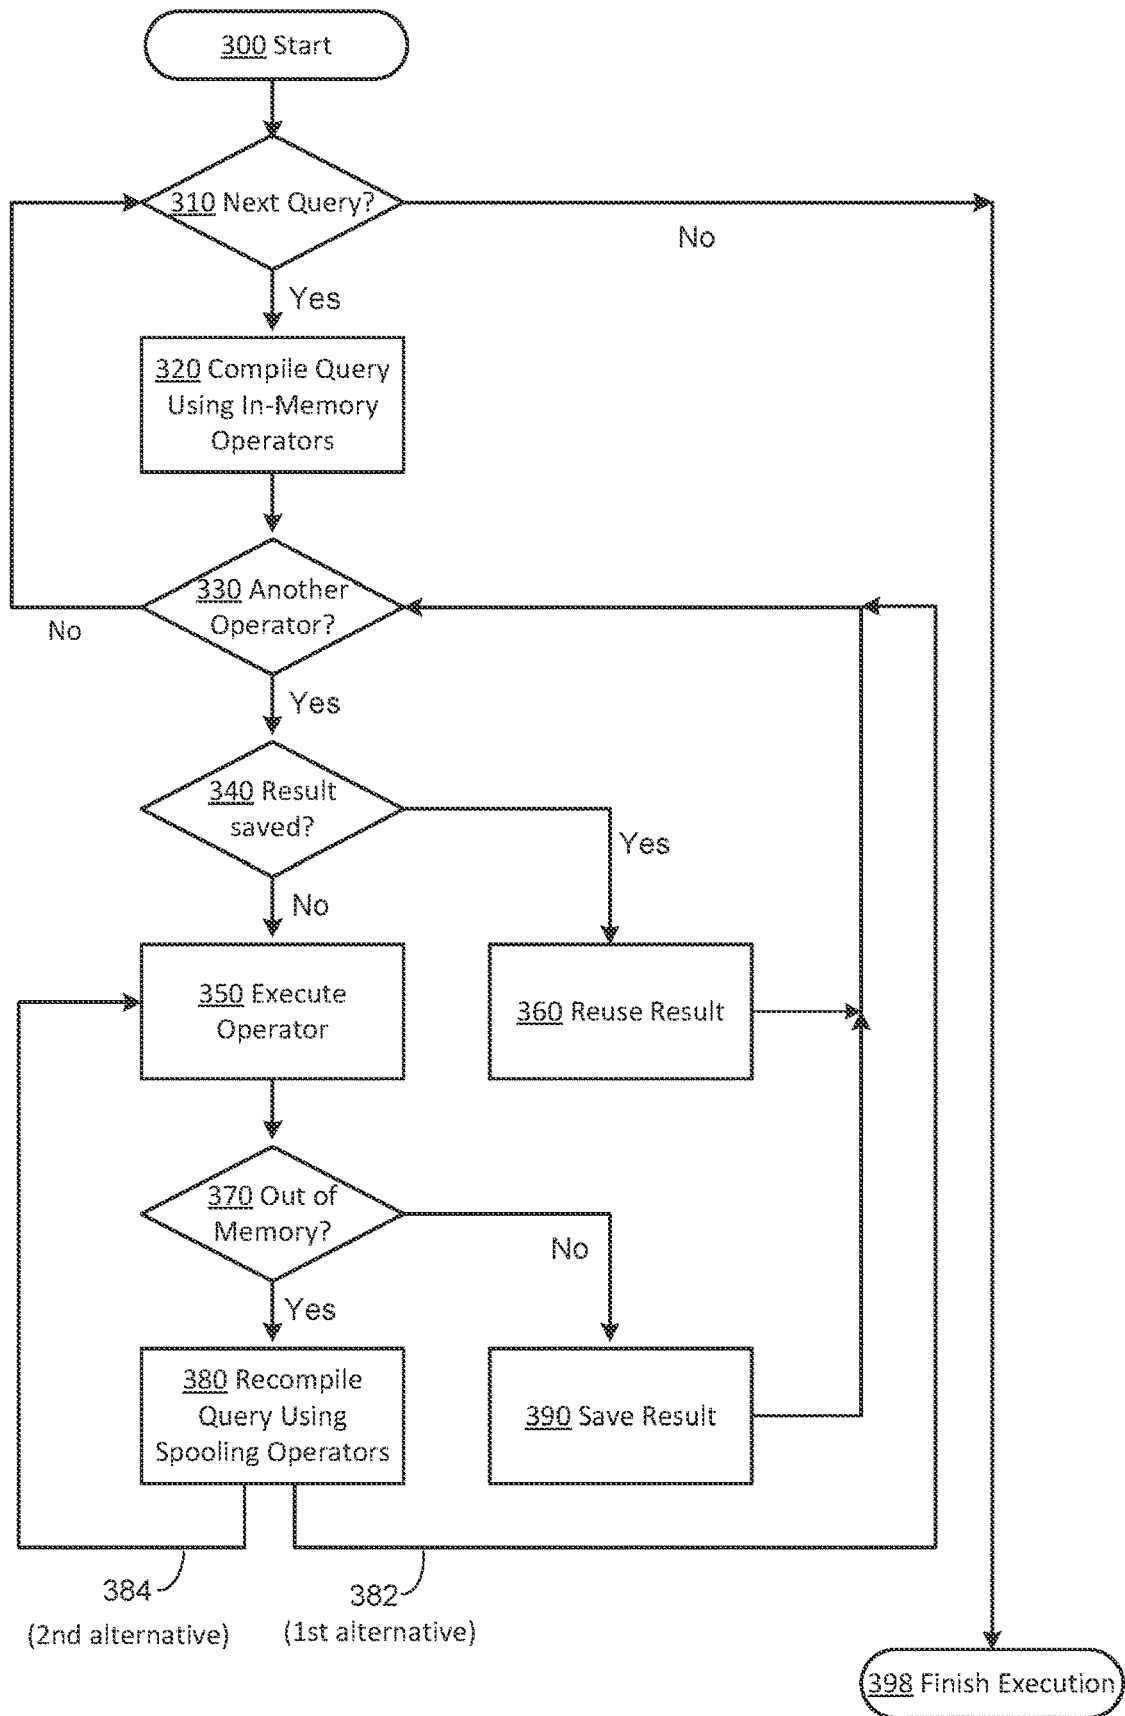 300 Start
310 Next Query?
No
Yes
320 Compile Query
Using In-Memory
Operators
330 Another
Operator?
No
Yes
340 Result
saved?
Yes
No
350 Execute
Operator
360 Reuse Result
370 Out of
Memory?
No
Yes
380 Recompile
Query Using
Spooling Operators
390 Save Result
384
(2nd alternative)
382
(1st alternative)
398 Finish Execution